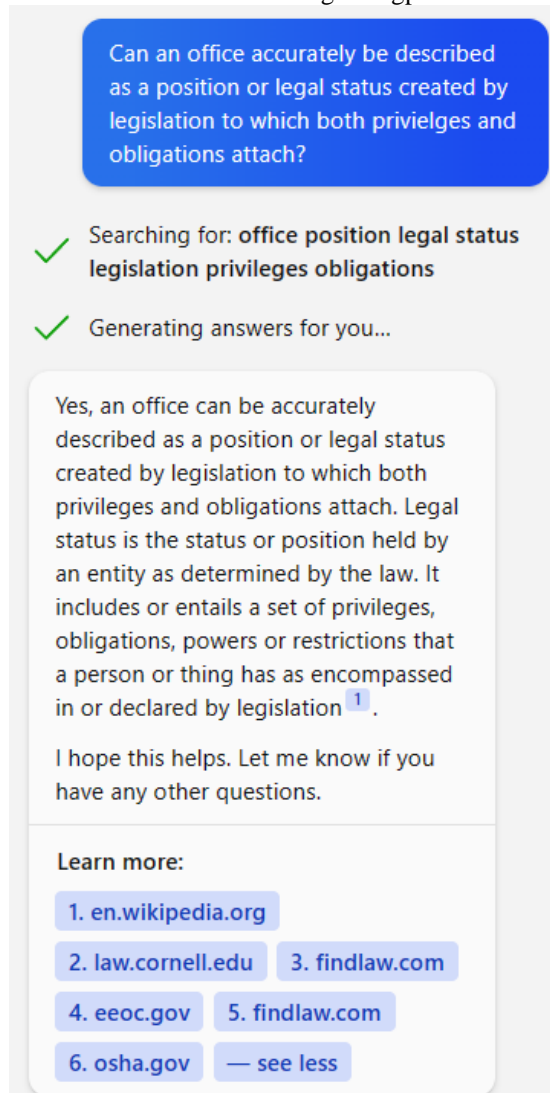 Can an office accurately be described
as a position or legal status created by
legislation to which both privielges and
obligations attach?
Searching for: office position legal status
legislation privileges obligations
Generating answers for you...
Yes, an office can be accurately
described as a position or legal status
created by legislation to which both
privileges and obligations attach. Legal
status is the status or position held by
an entity as determined by the law. It
includes or entails a set of privileges,
obligations, powers or restrictions that
a person or thing has as encompassed
in or declared by legislation 1 .
I hope this helps. Let me know if you
have any other questions.
Learn more:
1. en.wikipedia.org
2. law.cornell.edu 3. findlaw.com
4. eeoc.gov 5. findlaw.com
6. osha.gov — see less